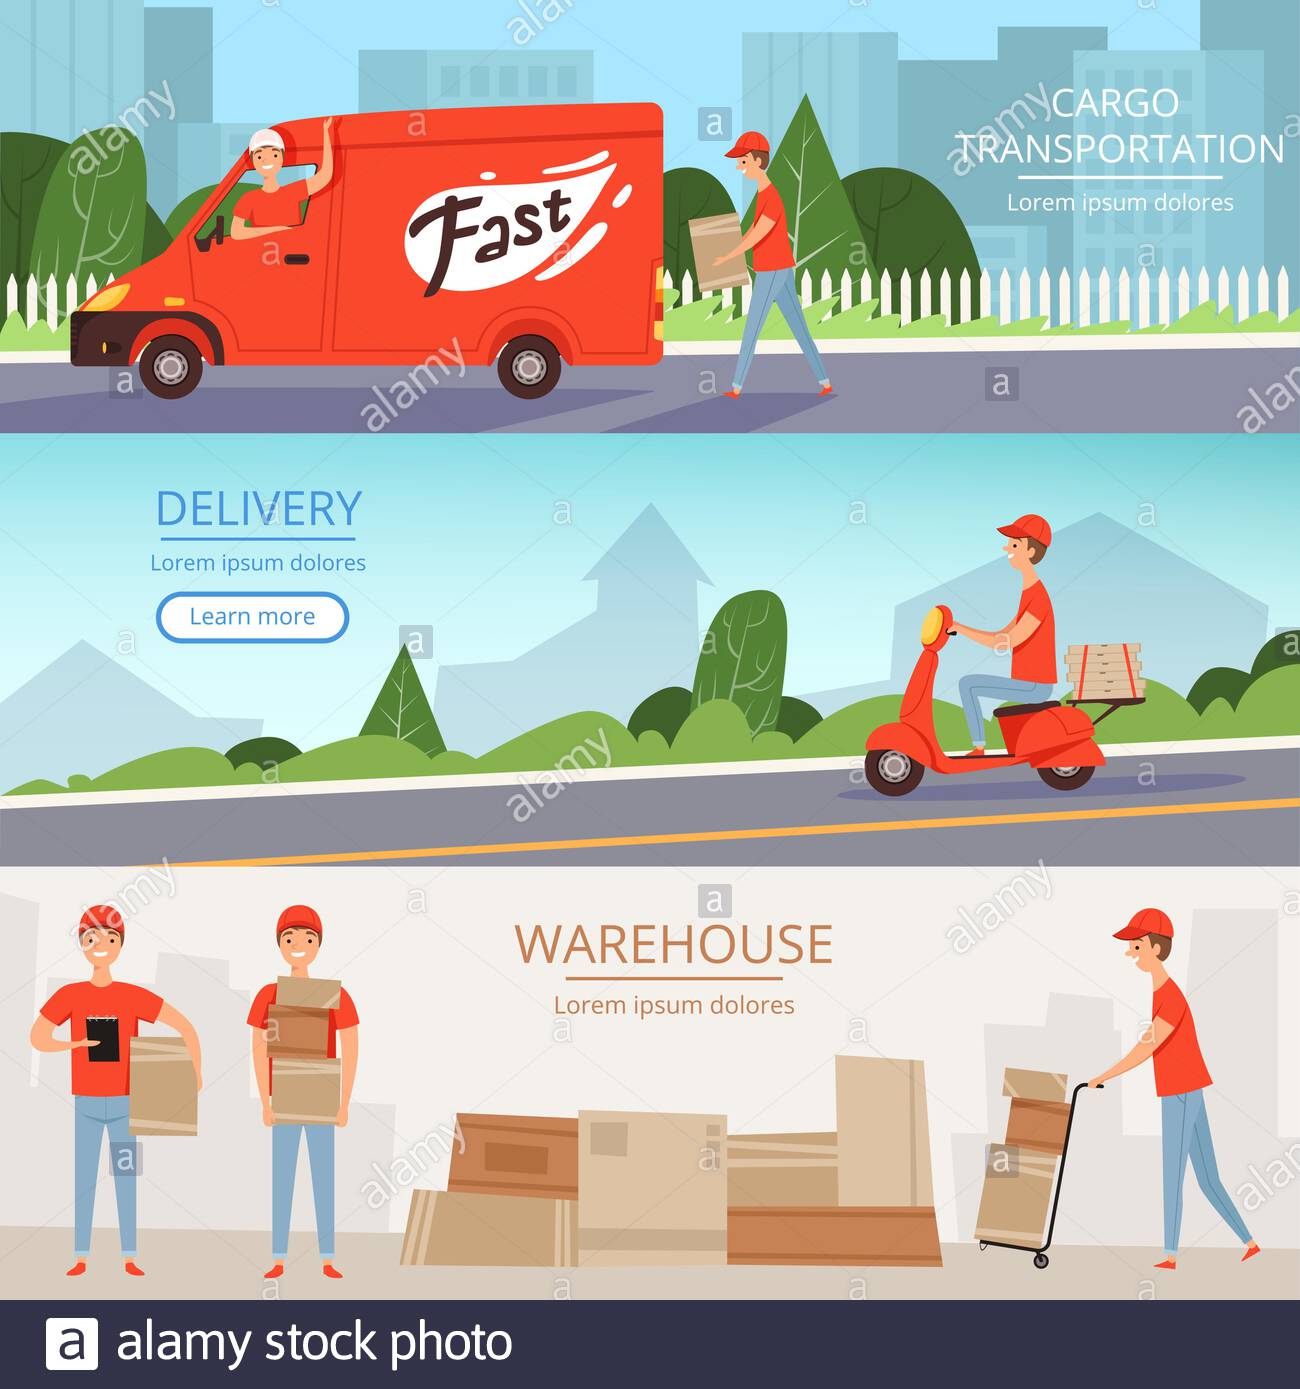 CARGO
TRANSPORTATION
Lorem ipsum dolores
Fast
DELIVERY
Lorem ipsum dolores
Learn more
WAREHOUSE
Lorem ipsum dolores
a alamy stock photo